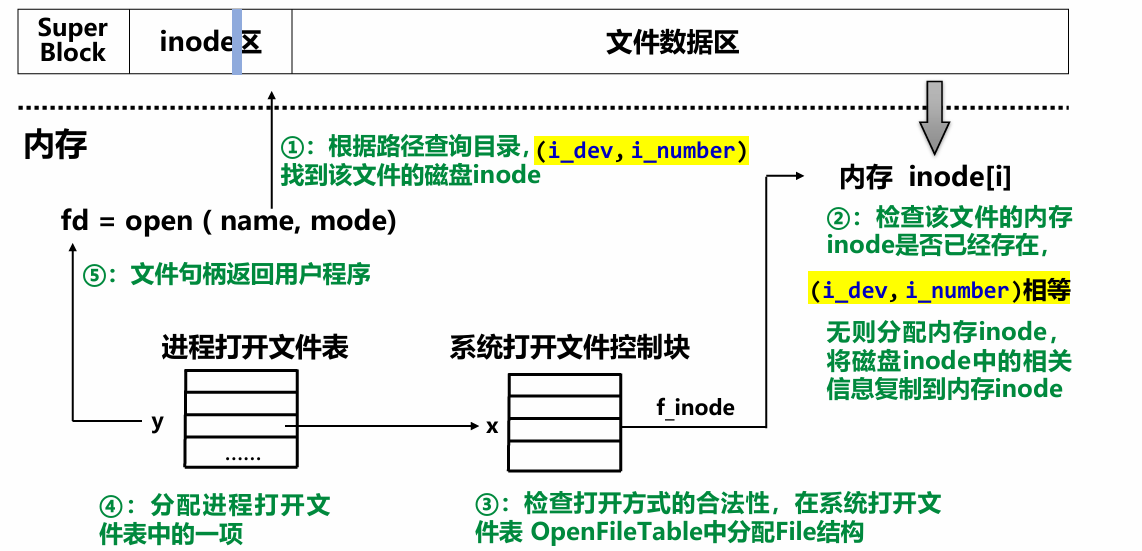 Super
Block
inode区
文件数据区
内存
①：根据路径查询目录，(i_dev, i_number)
找到该文件的磁盘inode
fd = open ( name, mode)
⑤：文件句柄返回用户程序
内存 inode[i]
②：检查该文件的内存
inode是否已经存在，
(i_dev, i_number)相等
无则分配内存inode，
将磁盘inode中的相关
信息复制到内存inode
进程打开文件表
系统打开文件控制块
y
x
f_inode
......
④：分配进程打开文
件表中的一项
③：检查打开方式的合法性，在系统打开文
件表 OpenFileTable中分配File结构